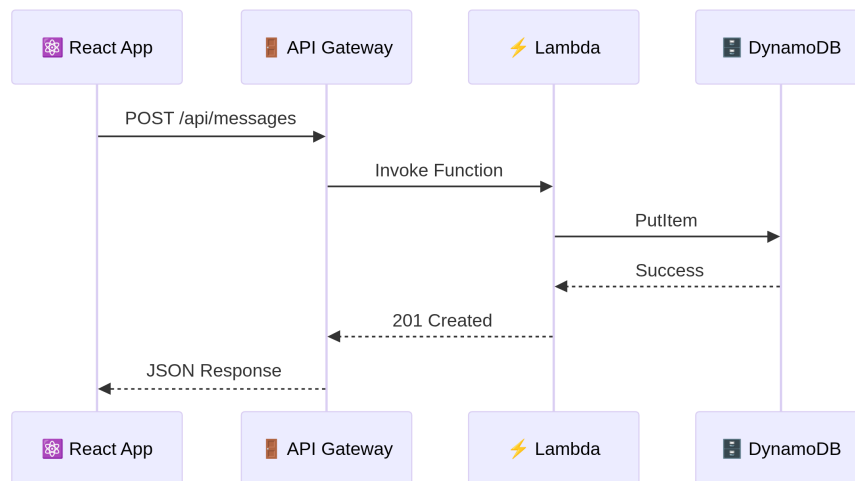 ⚛️ React App
🚪 API Gateway
⚡ Lambda
🗄️ DynamoDB
POST /api/messages
Invoke Function
PutItem
Success
201 Created
JSON Response
⚛️ React App
🚪 API Gateway
⚡ Lambda
🗄️ DynamoDB